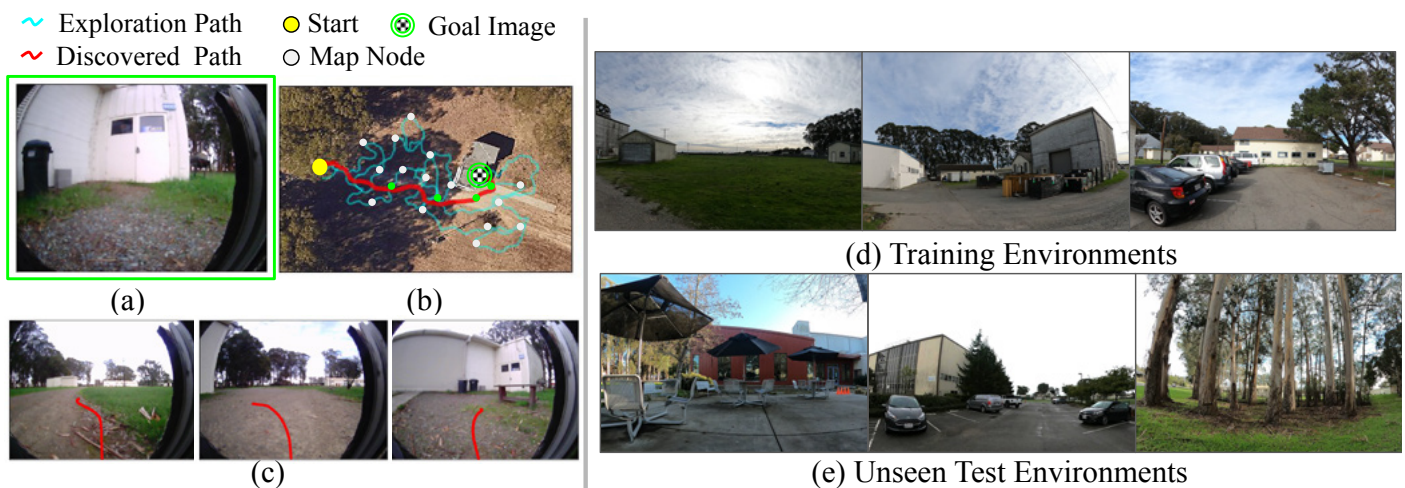 Exploration Path
Start
Goal Image
Discovered Path
Map Node
(a)
(b)
(c)
(d) Training Environments
(e) Unseen Test Environments